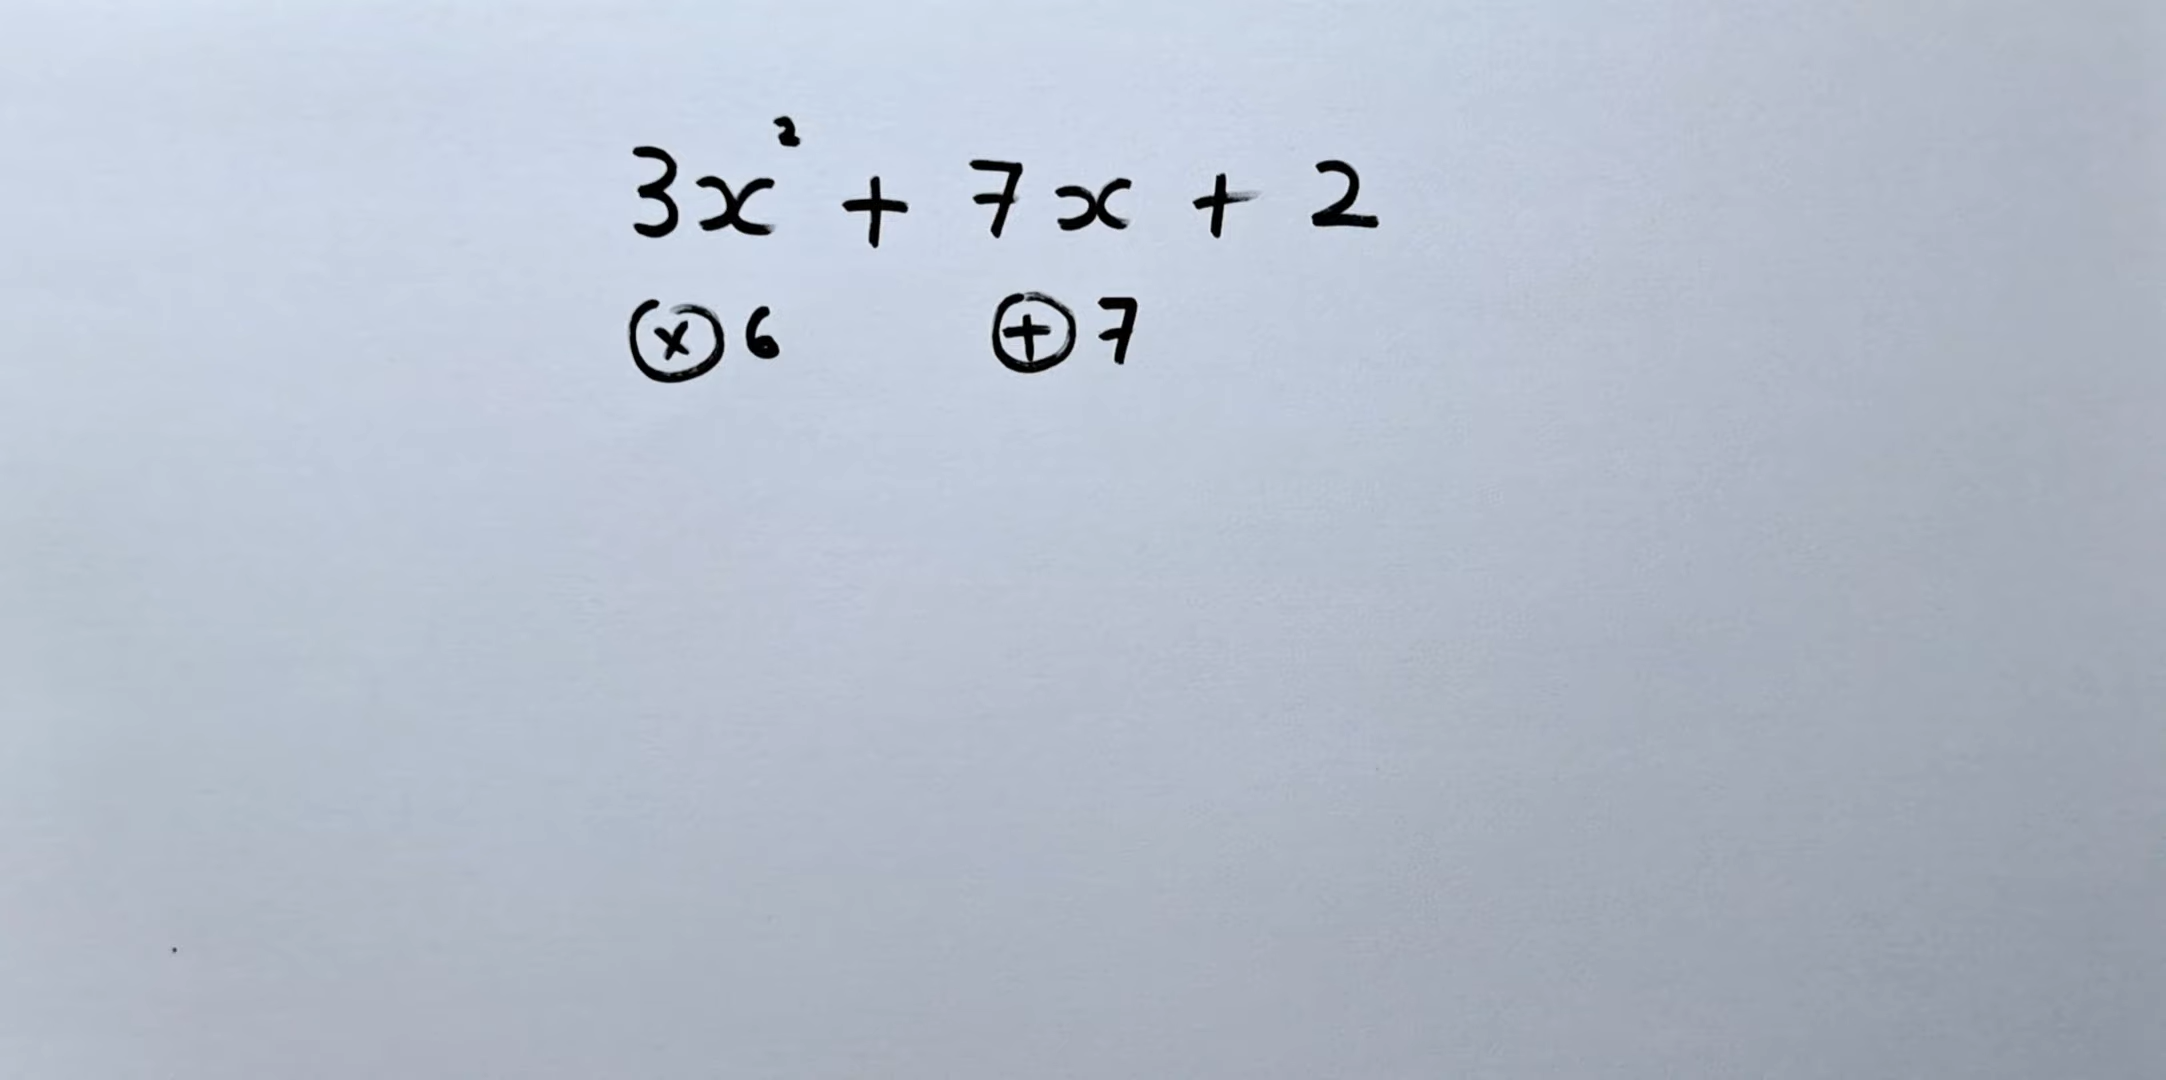 3x² + 7x + 2
ⓧ 6 ⊕ 7